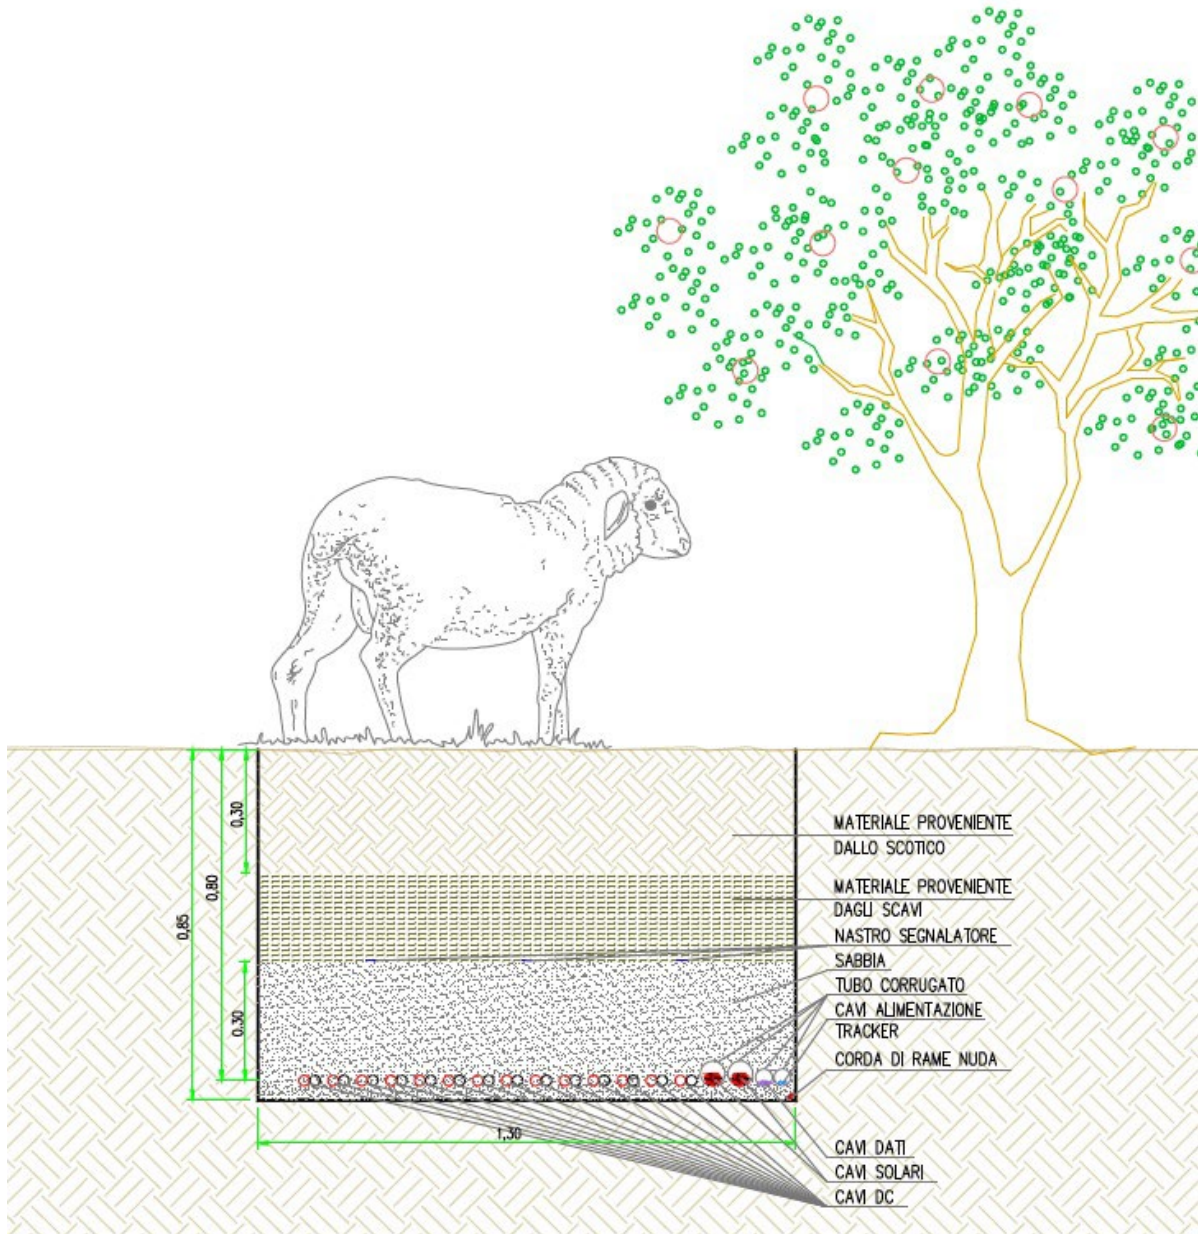 0,30
0,80
0,85
0,30
1,30
MATERIALE PROVENIENTE
DALLO SCOTICO
MATERIALE PROVENIENTE
DAGLI SCAVI
NASTRO SEGNALATORE
SABBIA
TUBO CORRUGATO
CAVI ALIMENTAZIONE
TRACKER
CORDA DI RAME NUDA
CAVI DATI
CAVI SOLARI
CAVI DC